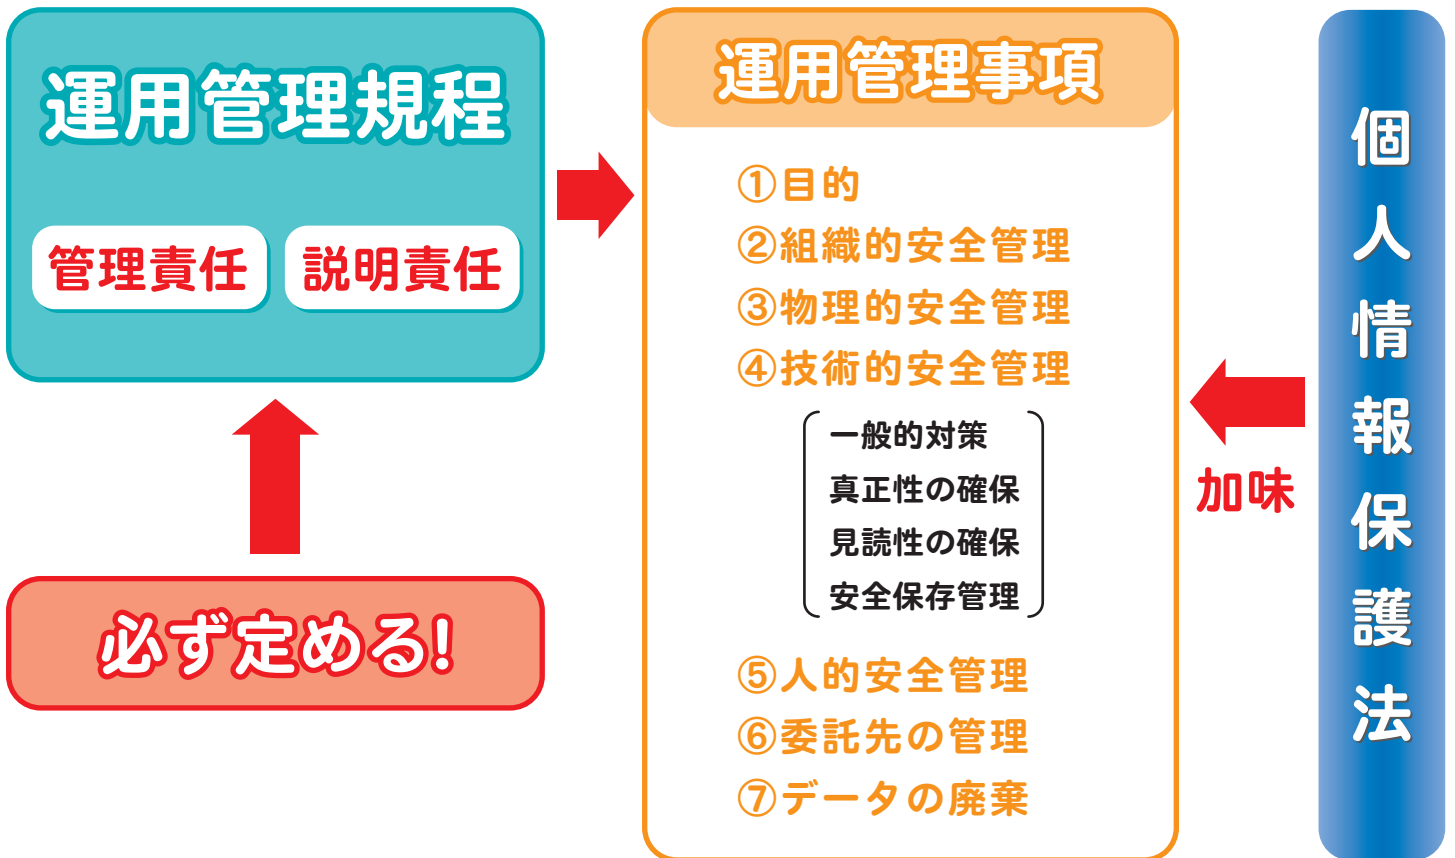 運用管理規程
管理責任 説明責任
必ず定める!
運用管理事項
①目的
②組織的安全管理
③物理的安全管理
④技術的安全管理
一般的対策
真正性の確保
見読性の確保
安全保存管理
⑤人的安全管理
⑥委託先の管理
⑦データの廃棄
加味
個人情報保護法